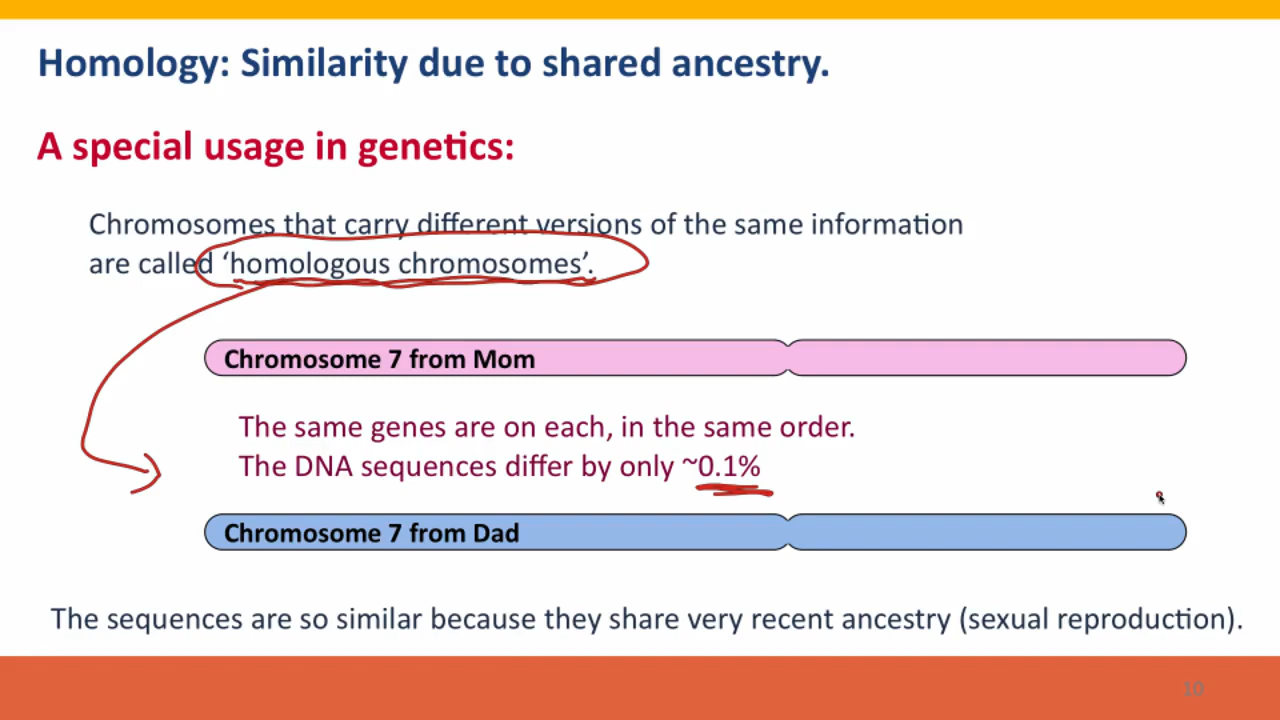 Homology: Similarity due to shared ancestry.
A special usage in genetics:
Chromosomes that carry different versions of the same information
are called ‘homologous chromosomes’.
Chromosome 7 from Mom
The same genes are on each, in the same order.
The DNA sequences differ by only ~0.1%
Chromosome 7 from Dad
The sequences are so similar because they share very recent ancestry (sexual reproduction).
10